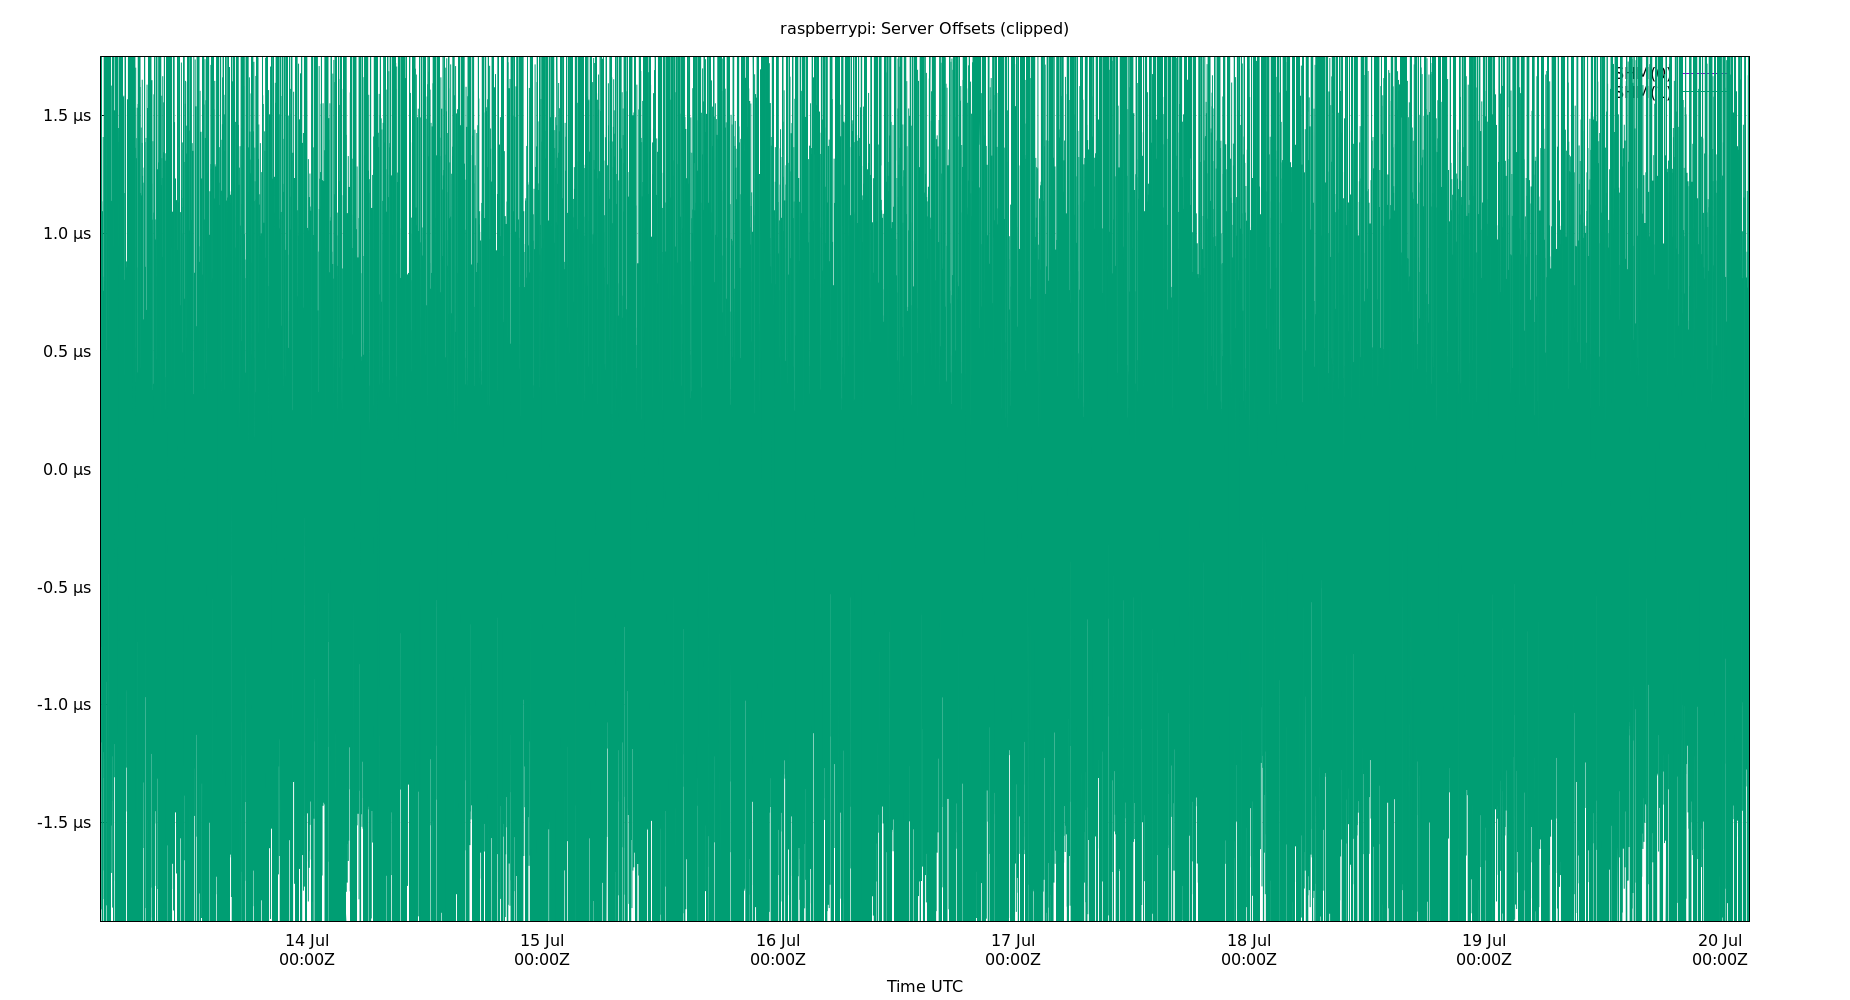 raspberrypi: Server Offsets (clipped)
SHM(0)
1.5 µs
1.0 µs
0.5 µs
0.0 µs
-0.5 µs
-1.0 µs
-1.5 µs
14 Jul 15 Jul 16 Jul 17 Jul 18 Jul 19 Jul 20 Jul
00:00Z 00:00Z 00:00Z 00:00Z 00:00Z 00:00Z 00:00Z
Time UTC